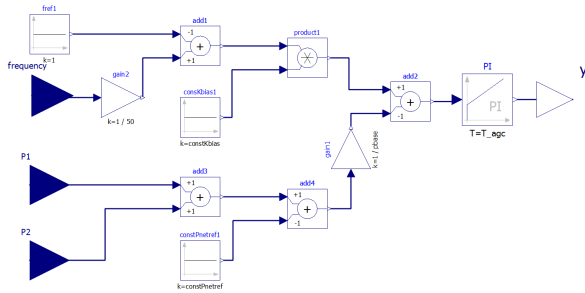 fref1
-1
+
+1
k=1
add1
product1
frequency
gain2
k=1 / 50
consKbias1
k=constKbias
add2
+1
+
-1
PI
PI
T=T_agc
y
gain1
k=1 / pbase
P1
add3
+1
+
+1
add4
+1
+
-1
P2
constPnetref1
k=constPnetref